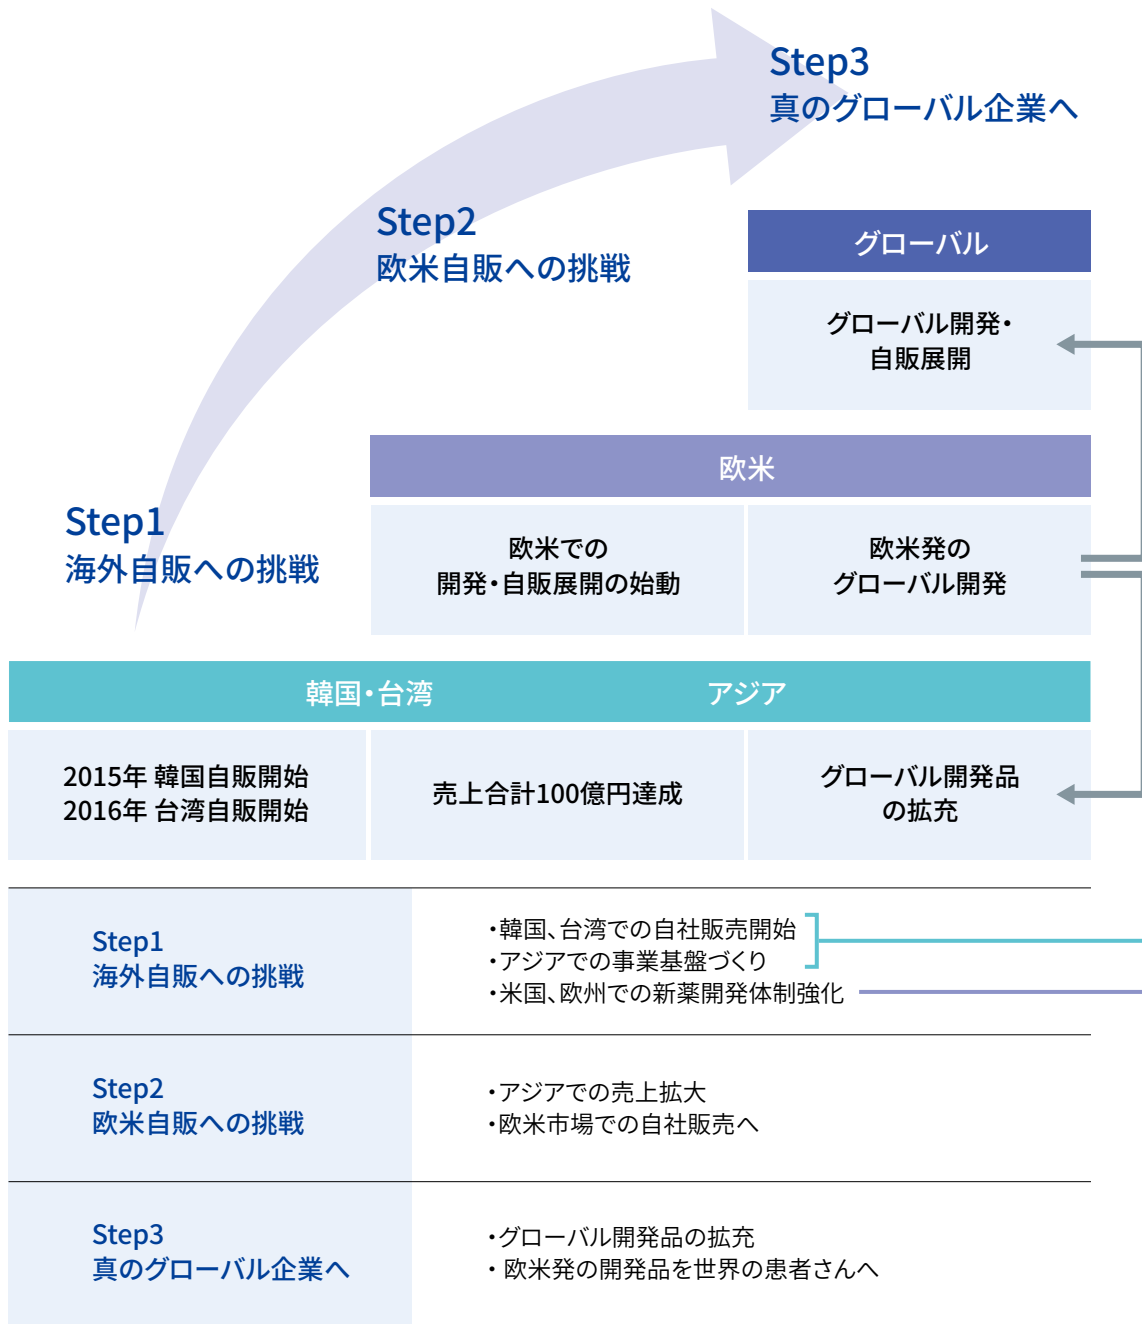 Step3
真のグローバル企業へ
Step2
欧米自販への挑戦
グローバル
グローバル開発・
自販展開
欧米
Step1
海外自販への挑戦
欧米での
開発・自販展開の始動
欧米発の
グローバル開発
韓国・台湾
アジア
2015年 韓国自販開始
2016年 台湾自販開始
売上合計100億円達成
グローバル開発品
の拡充
Step1
海外自販への挑戦
・韓国、台湾での自社販売開始
・アジアでの事業基盤づくり
・米国、欧州での新薬開発体制強化
Step2
欧米自販への挑戦
・アジアでの売上拡大
・欧米市場での自社販売へ
Step3
真のグローバル企業へ
・グローバル開発品の拡充
・ 欧米発の開発品を世界の患者さんへ